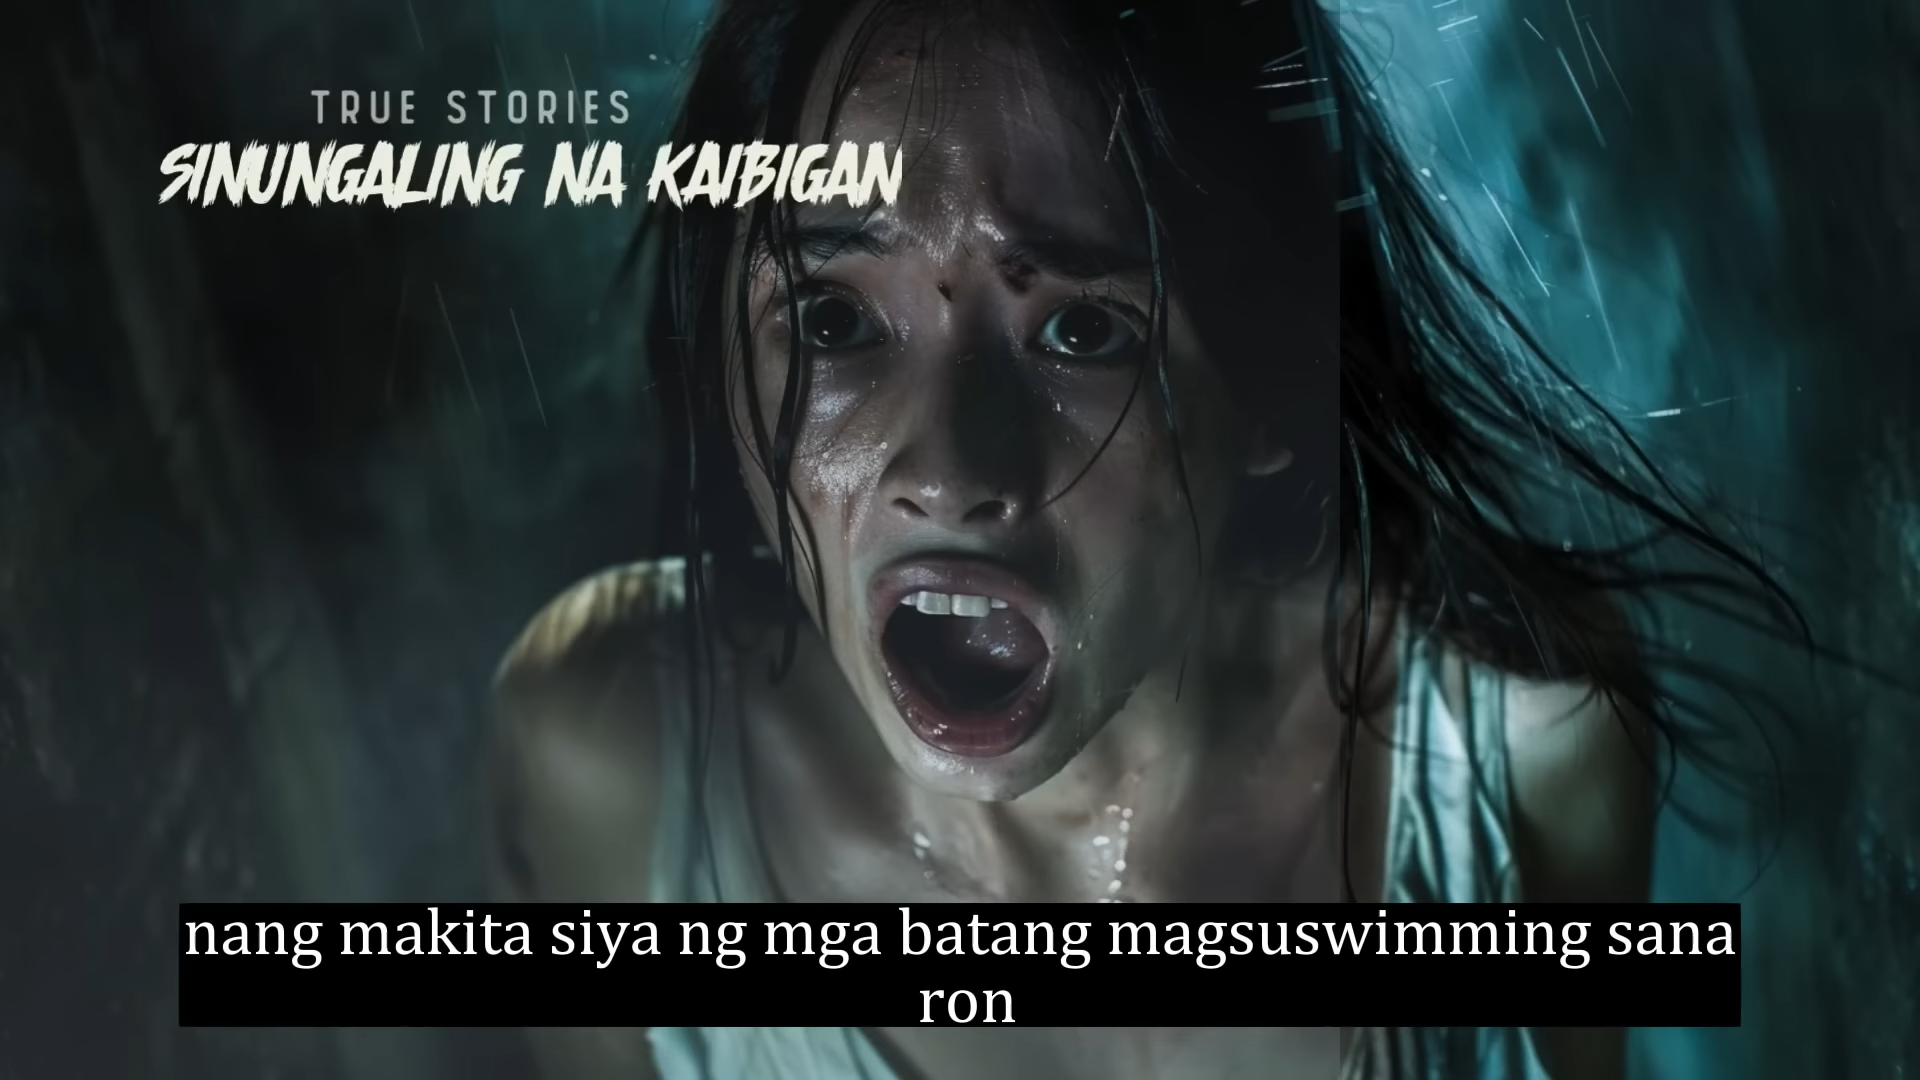 TRUE STORIES
SINUNGALING NA KAIBIGAN
nang makita siya ng mga batang magsuswimming sana
ron